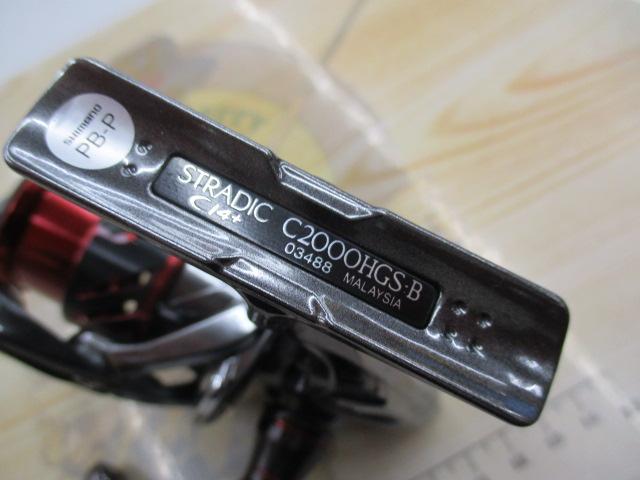 SHIMANO
PB-P
STRADIC C2000HGS·B
CI4+ 03488 MALAYSIA